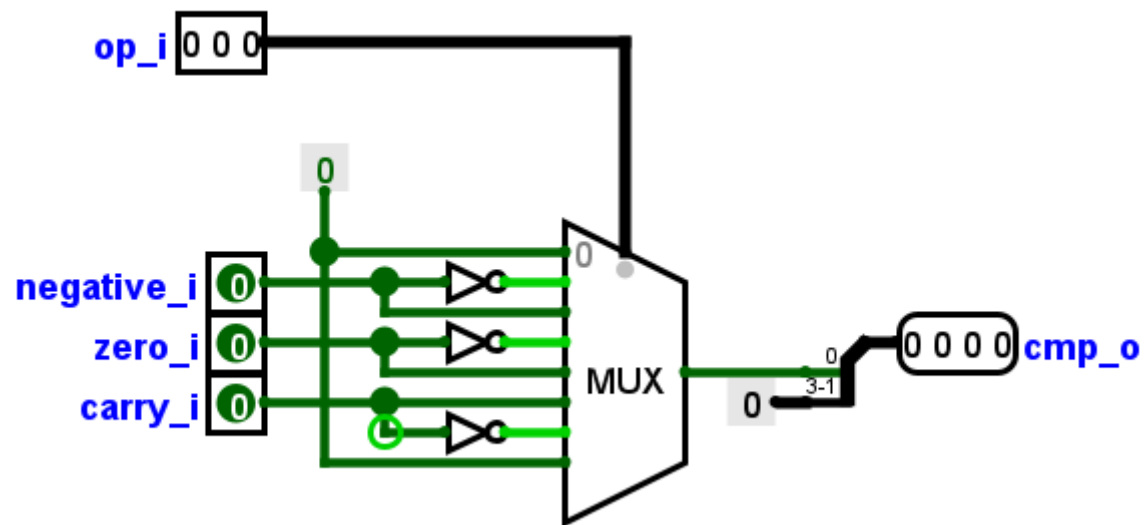 op_i 0 0 0
0
0
negative_i 0
zero_i 0
carry_i 0
MUX
0
3-1
0
0 0 0 0 cmp_o